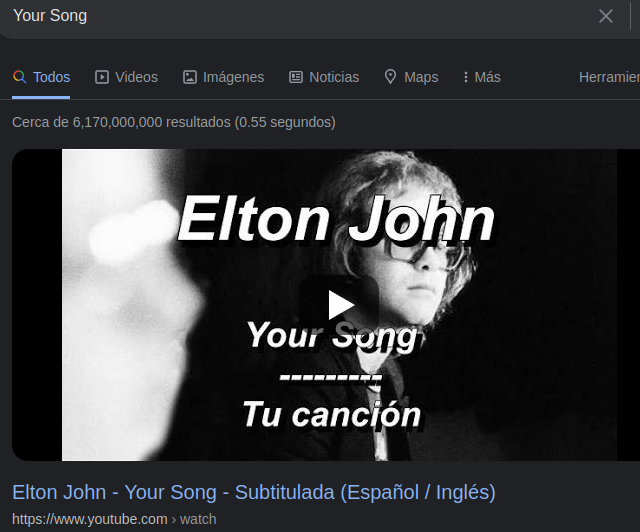 Your Song
Todos Videos Imágenes Noticias Maps Más
Cerca de 6,170,000,000 resultados (0.55 segundos)
Elton John
Your Song
---------
Tu canción
Elton John - Your Song - Subtitulada (Español / Inglés)
https://www.youtube.com › watch